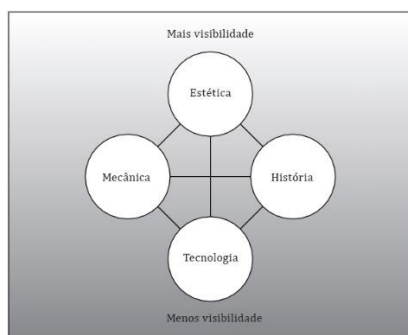 Mais visibilidade
Estética
Mecânica
História
Tecnologia
Menos visibilidade